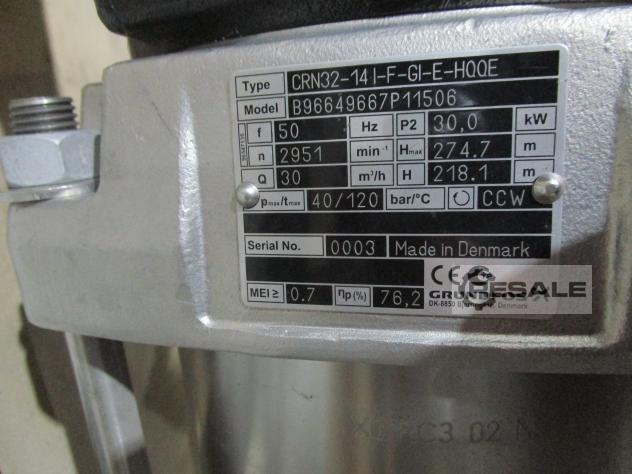 Type CRN32-14 I-F-GI-E-HQQE
Model B96649667P11506
f 50 Hz P2 30,0 kW
n 2951 min⁻¹ Hmax 274.7 m
Q 30 m³/h H 218.1 m
pmax/tmax 40/120 bar/°C CCW
Serial No. 0003 Made in Denmark
CE
MEI ≥ 0.7 ηp(%) 76,2 GRUNDFOS
DK-8850 Denmark
GESALE